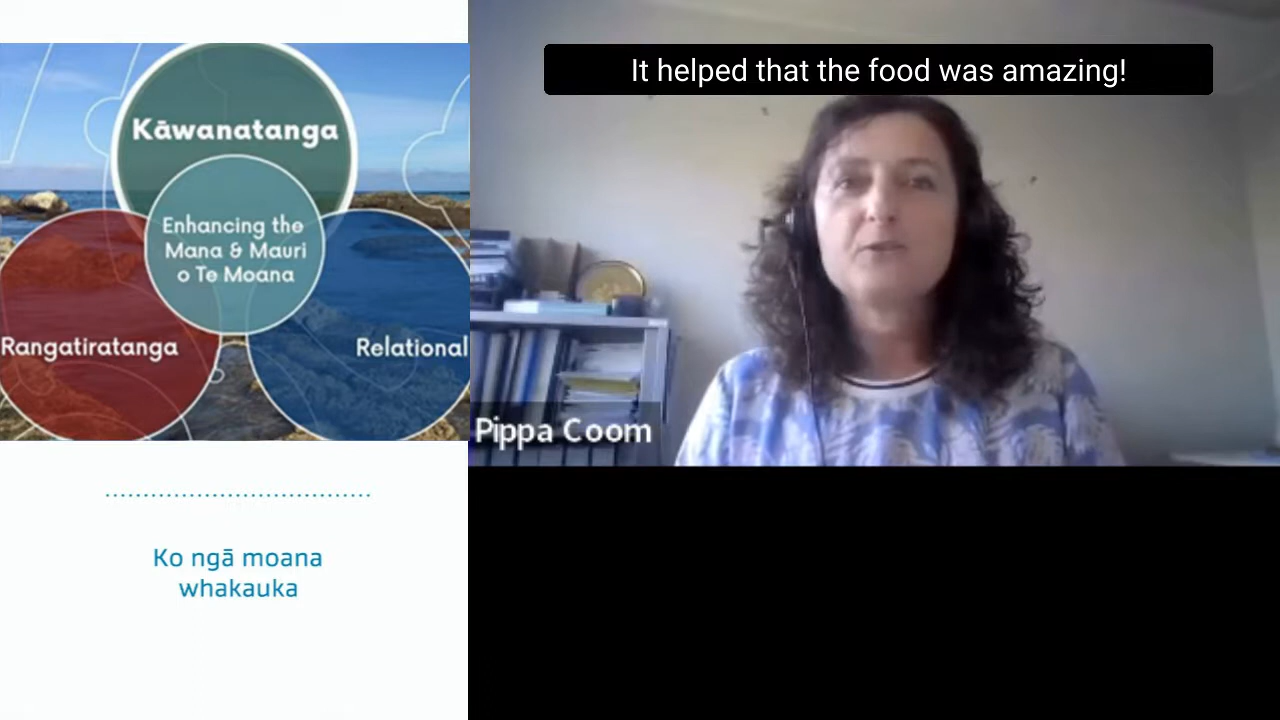 Kāwanatanga
Enhancing the
Mana & Mauri
o Te Moana
Rangatiratanga
Relational
Ko ngā moana
whakauka
It helped that the food was amazing!
Pippa Coom